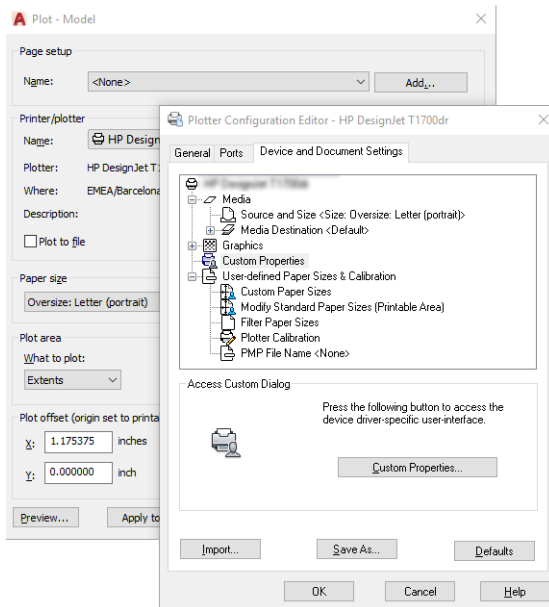 Plot - Model
Page setup
Name:
<None>
Add...
Printer/plotter
Name:
HP Design
Plotter:
HP DesignJet T1
Where:
EMEA/Barcelona
Description:
Plot to file
Paper size
Oversize: Letter (portrait)
Plot area
What to plot:
Extents
Plot offset (origin set to printa
X:
1.175375
inches
Y:
0.000000
inch
Preview...
Apply to
Plotter Configuration Editor - HP DesignJet T1700dr
General
Ports
Device and Document Settings
Media
Source and Size <Size: Oversize: Letter (portrait)>
Media Destination <Default>
Graphics
Custom Properties
User-defined Paper Sizes & Calibration
Custom Paper Sizes
Modify Standard Paper Sizes (Printable Area)
Filter Paper Sizes
Plotter Calibration
PMP File Name <None>
Access Custom Dialog
Press the following button to access the
device driver-specific user-interface.
Custom Properties...
Import...
Save As...
Defaults
OK
Cancel
Help